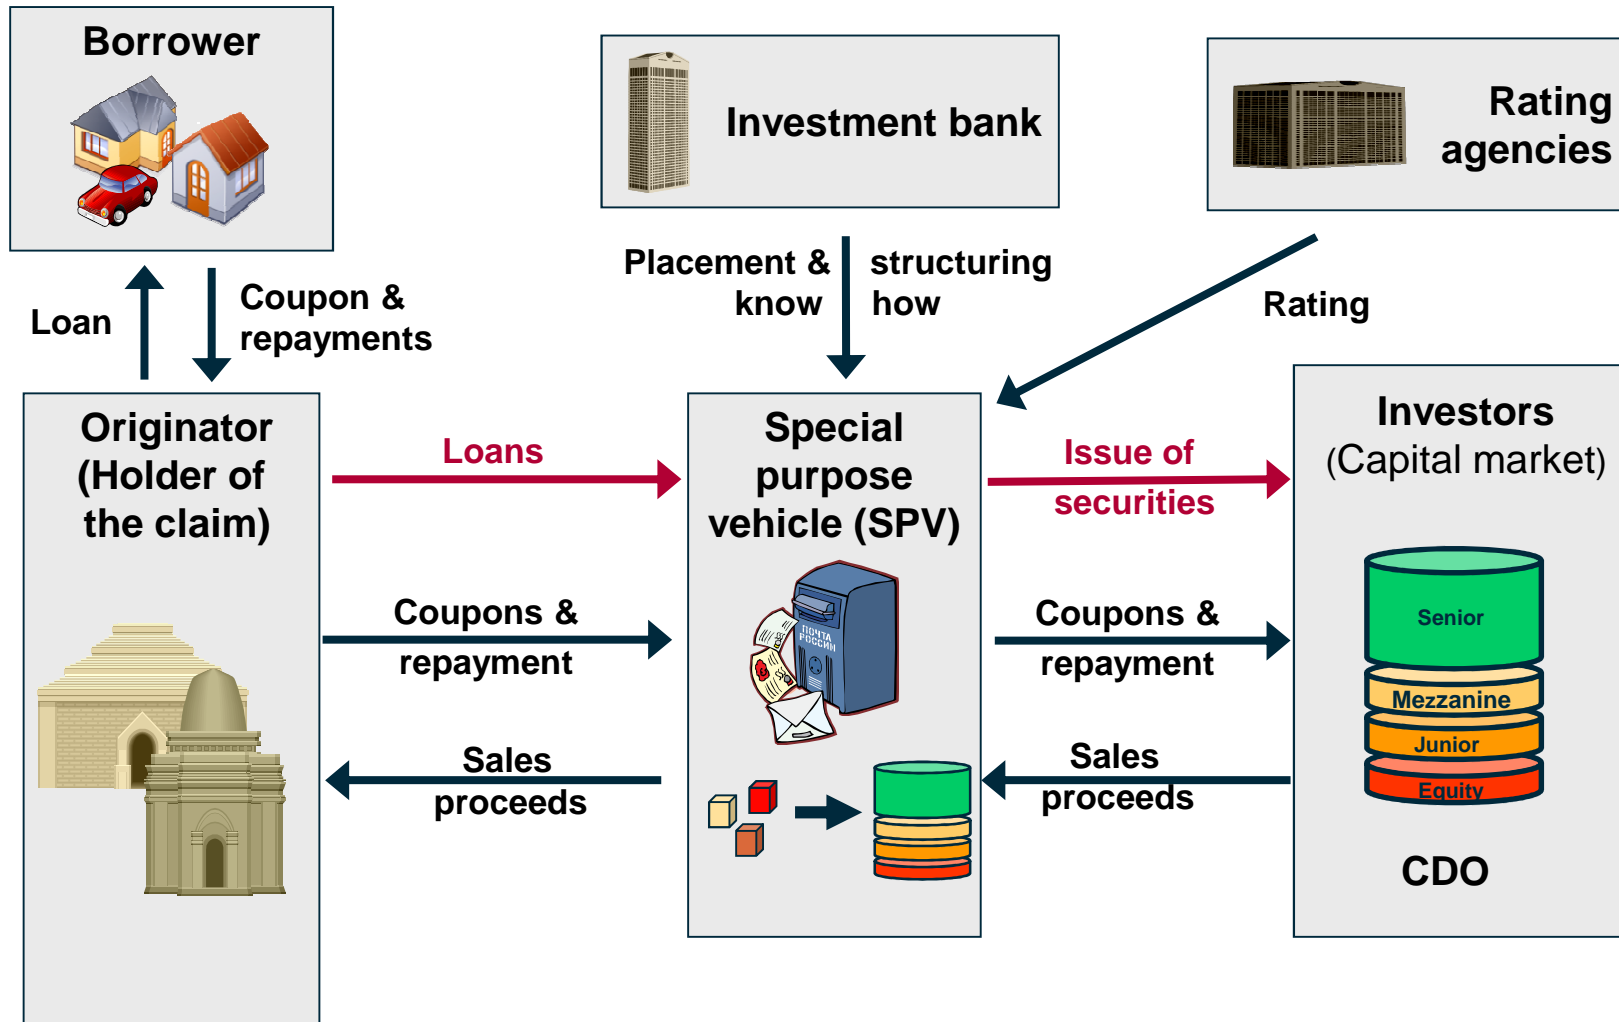 Borrower
Investment bank
Rating
agencies
Placement & structuring
know how
Rating
Loan
Coupon &
repayments
Originator
(Holder of
the claim)
Loans
Special
purpose
vehicle (SPV)
Issue of
securities
Investors
(Capital market)
ПОЧТА
РОССИИ
Coupons &
repayment
Coupons &
repayment
Senior
Mezzanine
Junior
Equity
Sales
proceeds
Sales
proceeds
CDO